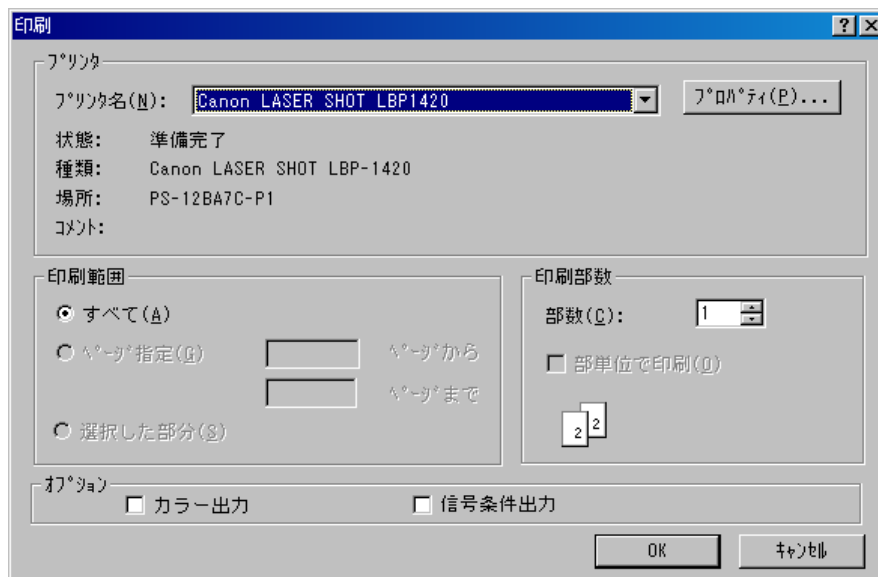 印刷
ﾌﾟﾘﾝﾀ
ﾌﾟﾘﾝﾀ名(N): Canon LASER SHOT LBP1420 ﾌﾟﾛﾊﾟﾃｨ(P)...
状態: 準備完了
種類: Canon LASER SHOT LBP-1420
場所: PS-12BA7C-P1
ｺﾒﾝﾄ:
印刷範囲
すべて(A)
ﾍﾟｰｼﾞ指定(G) ﾍﾟｰｼﾞから
ﾍﾟｰｼﾞまで
選択した部分(S)
印刷部数
部数(C): 1
部単位で印刷(O)
2 2
ｵﾌﾟｼｮﾝ
カラー出力 信号条件出力
OK ｷｬﾝｾﾙ